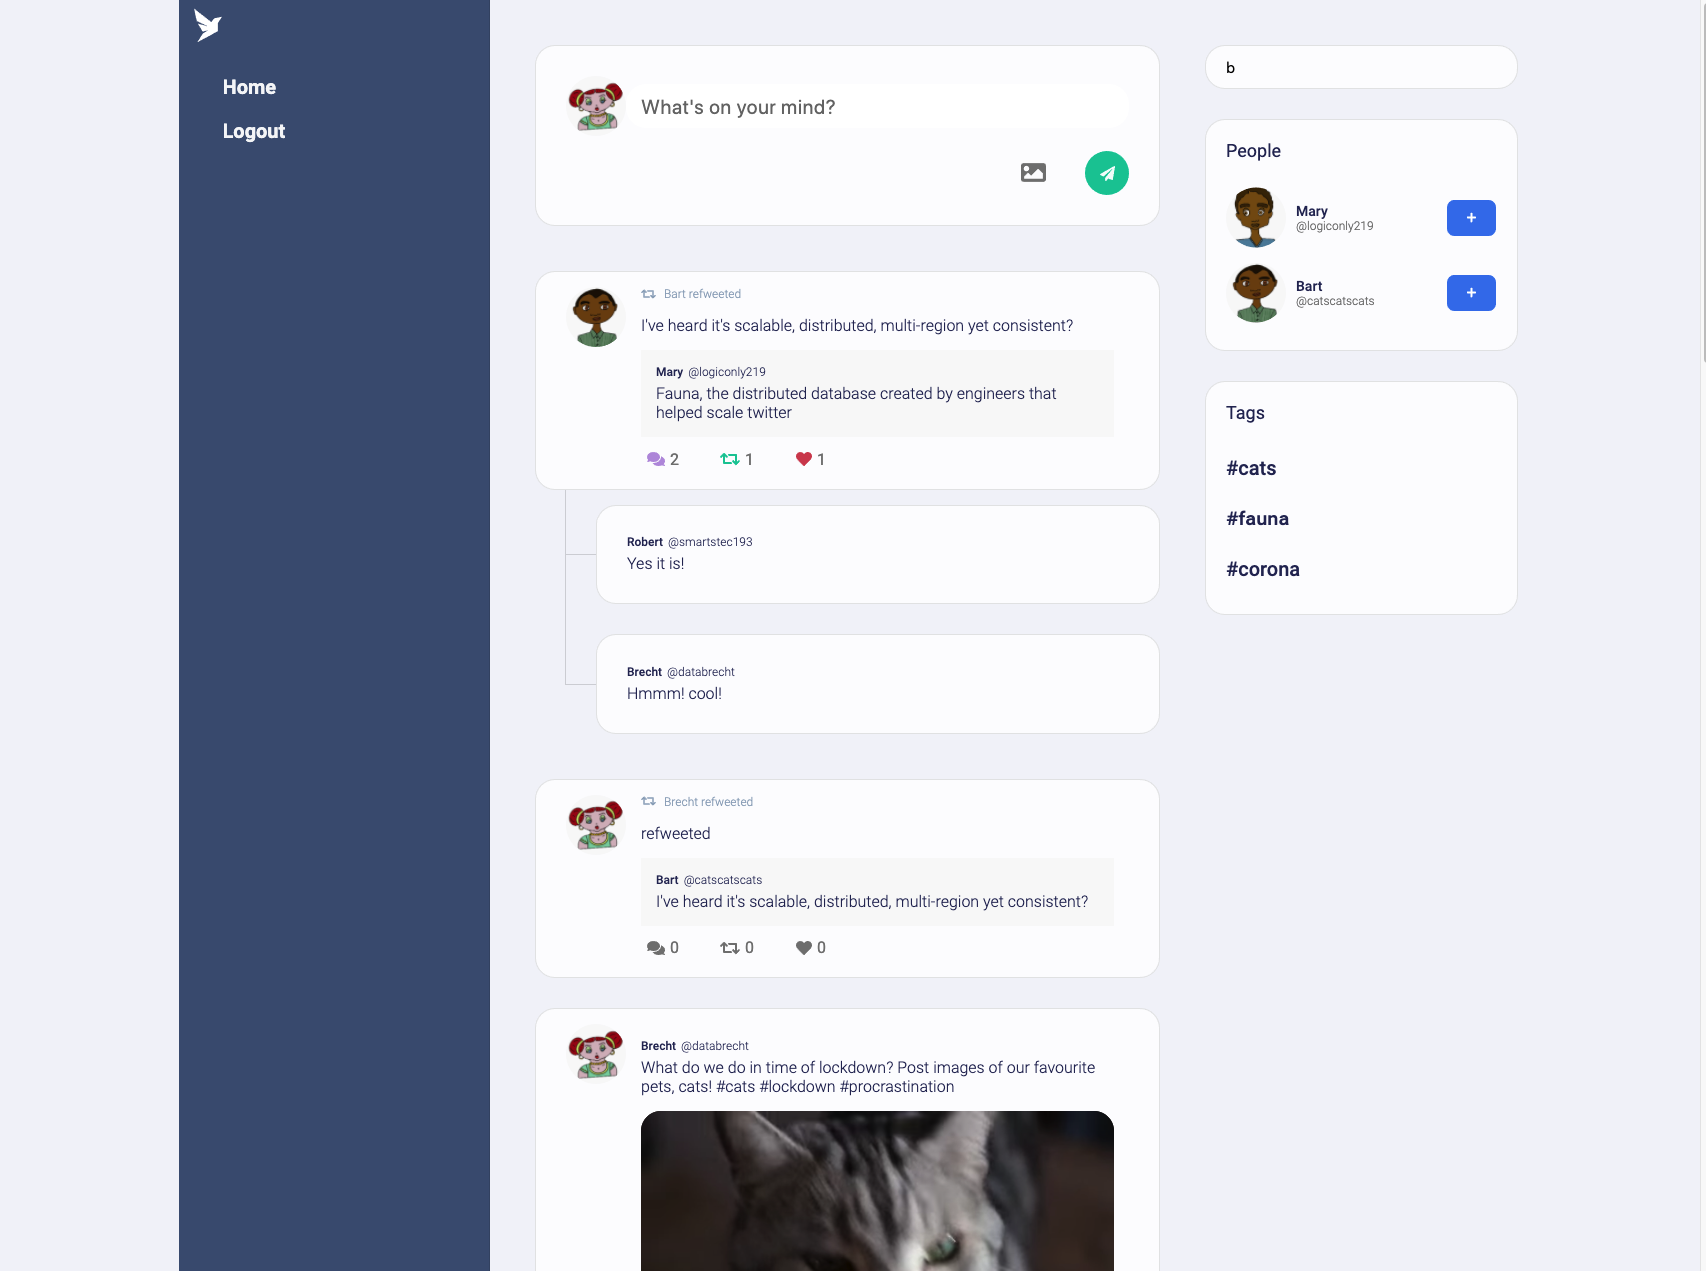 Home
Logout
What's on your mind?
Bart refweeted
I've heard it's scalable, distributed, multi-region yet consistent?
Mary @logiconly219
Fauna, the distributed database created by engineers that
helped scale twitter
2 1 1
Robert @smartstec193
Yes it is!
Brecht @databrecht
Hmmm! cool!
Brecht refweeted
refweeted
Bart @catscatscats
I've heard it's scalable, distributed, multi-region yet consistent?
0 0 0
Brecht @databrecht
What do we do in time of lockdown? Post images of our favourite
pets, cats! #cats #lockdown #procrastination
b
People
Mary
@logiconly219
+
Bart
@catscatscats
+
Tags
#cats
#fauna
#corona